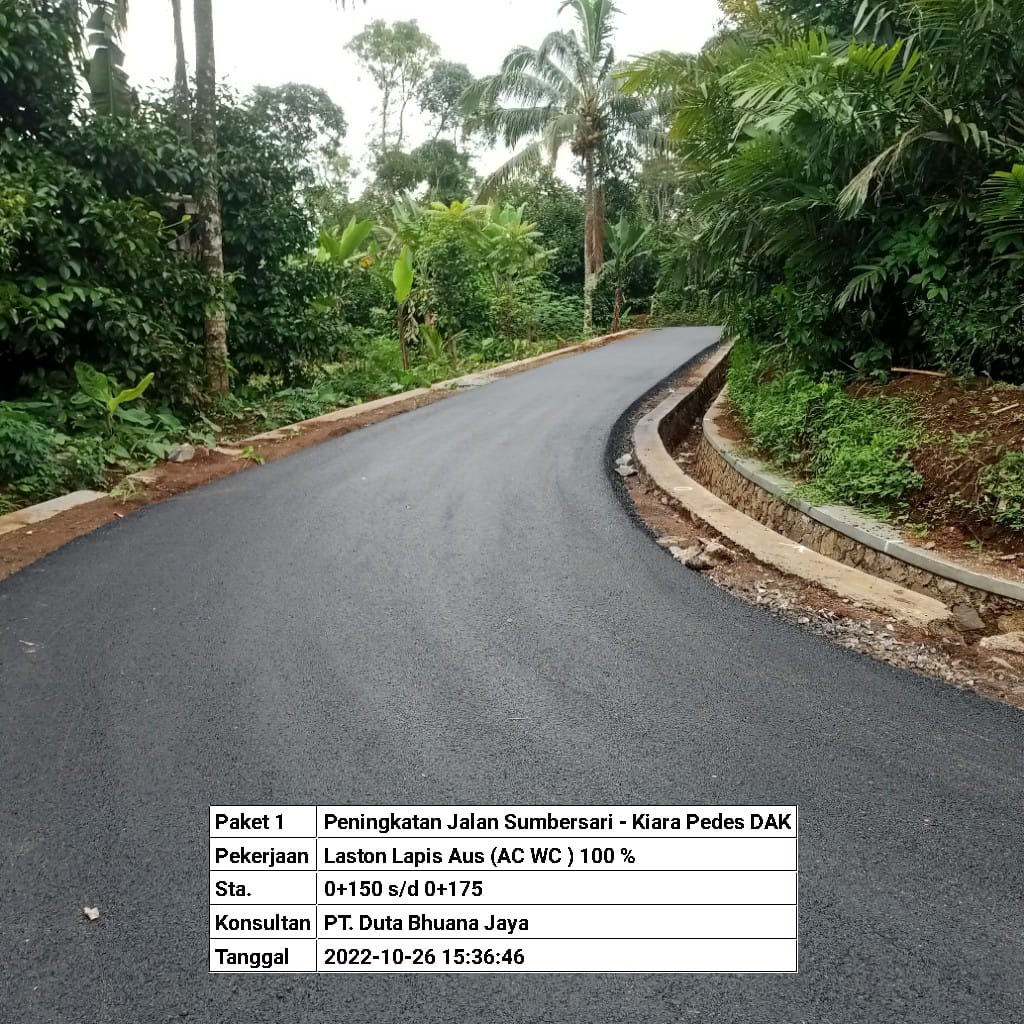 Paket 1 Peningkatan Jalan Sumbersari - Kiara Pedes DAK
Pekerjaan Laston Lapis Aus (AC WC ) 100 %
Sta. 0+150 s/d 0+175
Konsultan PT. Duta Bhuana Jaya
Tanggal 2022-10-26 15:36:46